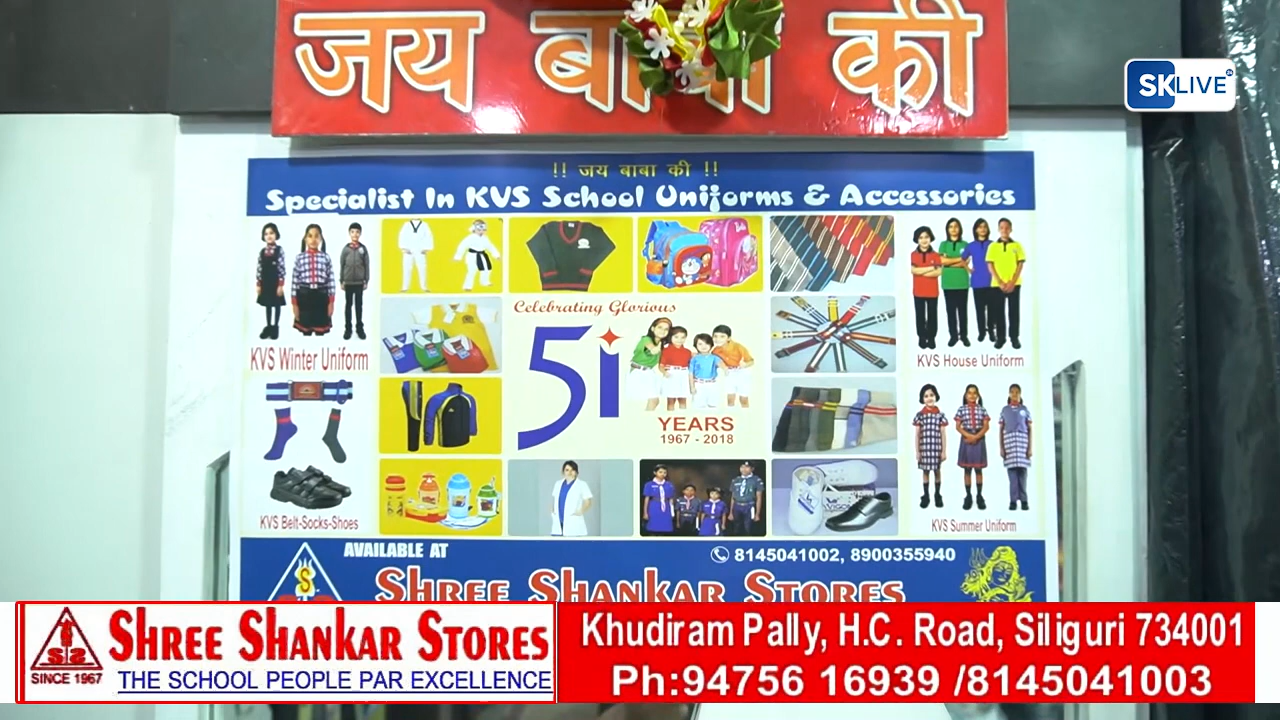 जय बाबा की
SKLIVE
!! जय बाबा की !!
Specialist In KVS School Uniforms & Accessories
KVS Winter Uniform
Celebrating Glorious
51
YEARS
1967 - 2018
KVS House Uniform
KVS Belt-Socks-Shoes
KVS Summer Uniform
AVAILABLE AT
8145041002, 8900355940
SHREE SHANKAR STORES
SHREE SHANKAR STORES
SINCE 1967
THE SCHOOL PEOPLE PAR EXCELLENCE
Khudiram Pally, H.C. Road, Siliguri 734001
Ph:94756 16939 /8145041003